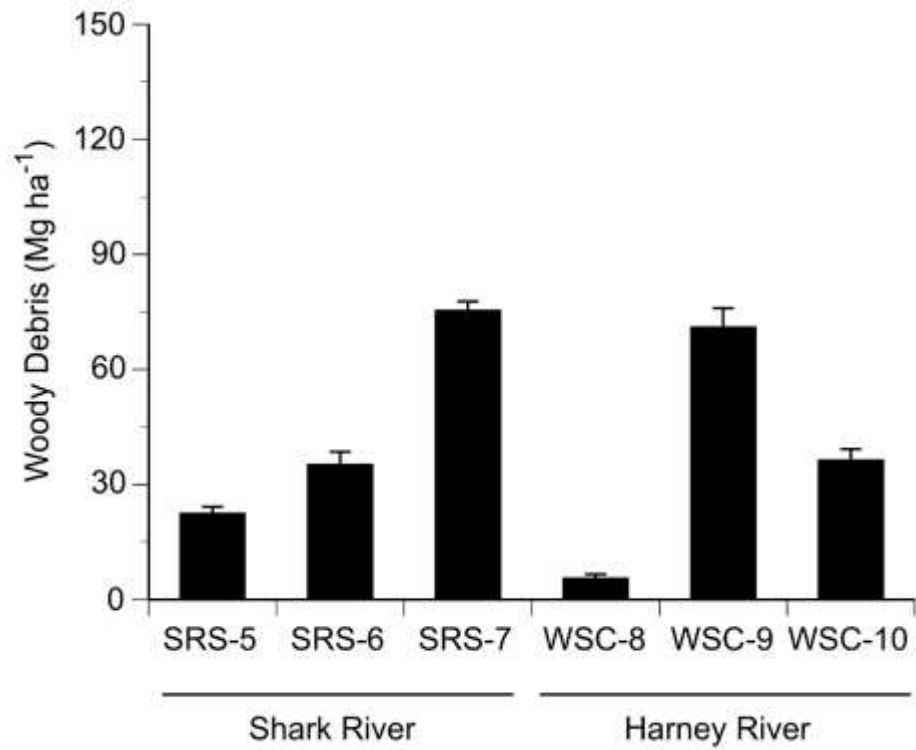 150
120
90
60
30
0
Woody Debris (Mg ha⁻¹)
SRS-5 SRS-6 SRS-7 WSC-8 WSC-9 WSC-10
Shark River Harney River